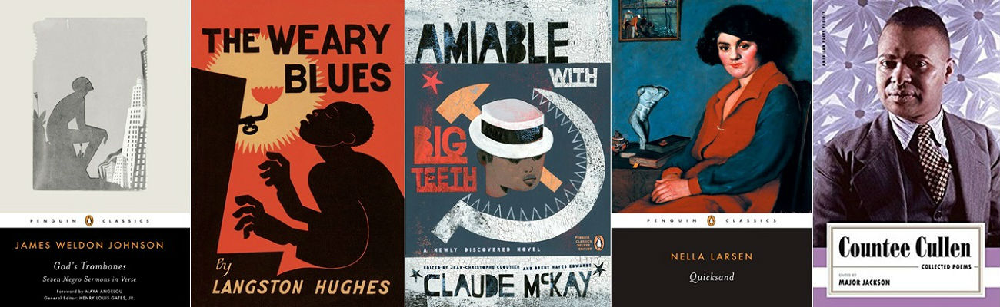 PENGUIN CLASSICS
JAMES WELDON JOHNSON
God's Trombones
Seven Negro Sermons in Verse
Foreword by MAYA ANGELOU
General Editor: HENRY LOUIS GATES, JR.
THE WEARY
BLUES
By
LANGSTON HUGHES
AMIABLE
WITH
BIG
TEETH
A NEWLY DISCOVERED NOVEL
PENGUIN
CLASSICS
DELUXE
EDITION
EDITED BY JEAN-CHRISTOPHE CLOUTIER AND BRENT HAYES EDWARDS
CLAUDE McKAY
PENGUIN CLASSICS
NELLA LARSEN
Quicksand
AMERICAN POETS PROJECT
Countee Cullen
COLLECTED POEMS
EDITED BY
MAJOR JACKSON